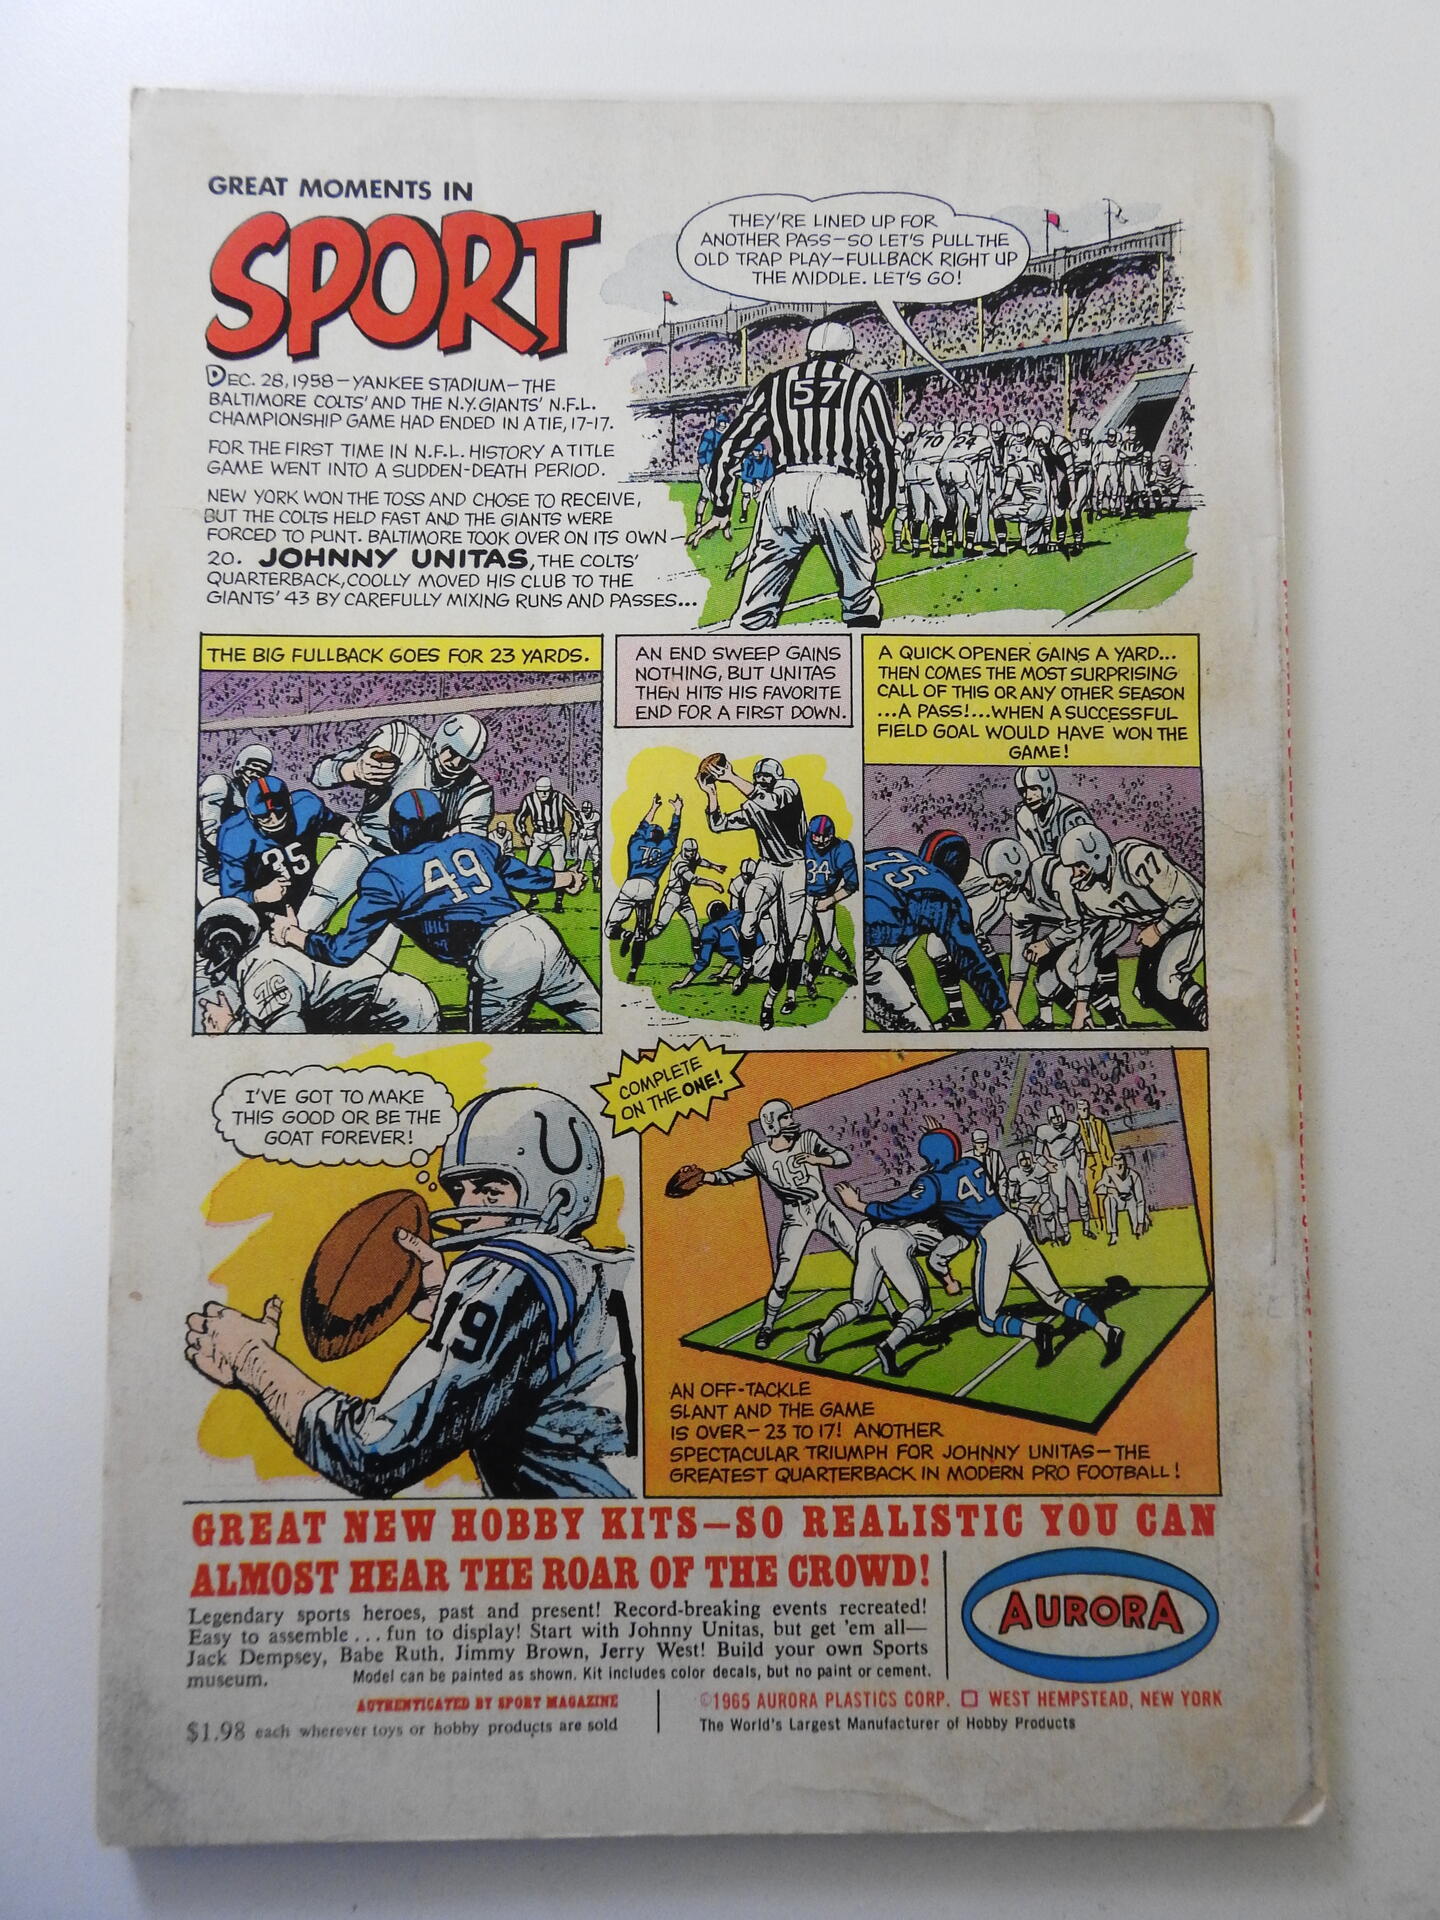 GREAT MOMENTS IN
SPORT
DEC. 28, 1958—YANKEE STADIUM—THE
BALTIMORE COLTS' AND THE N.Y. GIANTS' N.F.L.
CHAMPIONSHIP GAME HAD ENDED IN A TIE, 17-17.
FOR THE FIRST TIME IN N.F.L. HISTORY A TITLE
GAME WENT INTO A SUDDEN-DEATH PERIOD.
NEW YORK WON THE TOSS AND CHOSE TO RECEIVE,
BUT THE COLTS HELD FAST AND THE GIANTS WERE
FORCED TO PUNT. BALTIMORE TOOK OVER ON ITS OWN
20. JOHNNY UNITAS, THE COLTS'
QUARTERBACK, COOLLY MOVED HIS CLUB TO THE
GIANTS' 43 BY CAREFULLY MIXING RUNS AND PASSES...
THEY'RE LINED UP FOR
ANOTHER PASS—SO LET'S PULL THE
OLD TRAP PLAY—FULLBACK RIGHT UP
THE MIDDLE. LET'S GO!
57
70 24
THE BIG FULLBACK GOES FOR 23 YARDS.
35
49
76
AN END SWEEP GAINS
NOTHING, BUT UNITAS
THEN HITS HIS FAVORITE
END FOR A FIRST DOWN.
34
A QUICK OPENER GAINS A YARD...
THEN COMES THE MOST SURPRISING
CALL OF THIS OR ANY OTHER SEASON
...A PASS!...WHEN A SUCCESSFUL
FIELD GOAL WOULD HAVE WON THE
GAME!
75
77
77
I'VE GOT TO MAKE
THIS GOOD OR BE THE
GOAT FOREVER!
19
COMPLETE
ON THE ONE!
19
42
AN OFF-TACKLE
SLANT AND THE GAME
IS OVER—23 TO 17! ANOTHER
SPECTACULAR TRIUMPH FOR JOHNNY UNITAS—THE
GREATEST QUARTERBACK IN MODERN PRO FOOTBALL!
GREAT NEW HOBBY KITS—SO REALISTIC YOU CAN
ALMOST HEAR THE ROAR OF THE CROWD!
Legendary sports heroes, past and present! Record-breaking events recreated!
Easy to assemble...fun to display! Start with Johnny Unitas, but get 'em all—
Jack Dempsey, Babe Ruth, Jimmy Brown, Jerry West! Build your own Sports
museum. Model can be painted as shown. Kit includes color decals, but no paint or cement.
AURORA
AUTHENTICATED BY SPORT MAGAZINE
$1.98 each wherever toys or hobby products are sold
©1965 AURORA PLASTICS CORP. □ WEST HEMPSTEAD, NEW YORK
The World's Largest Manufacturer of Hobby Products